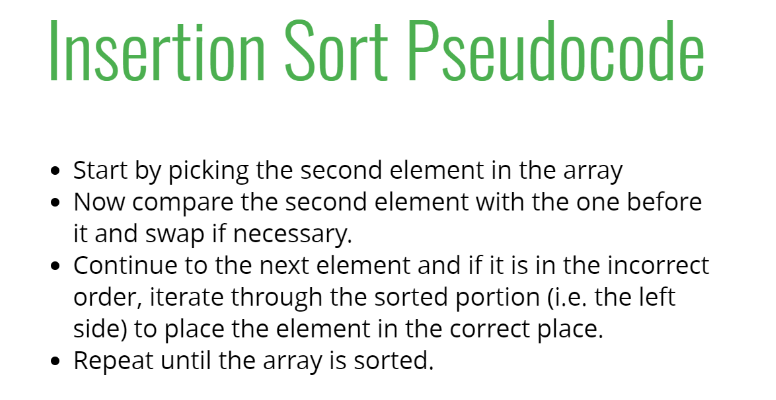 Insertion Sort Pseudocode
• Start by picking the second element in the array
• Now compare the second element with the one before
it and swap if necessary.
• Continue to the next element and if it is in the incorrect
order, iterate through the sorted portion (i.e. the left
side) to place the element in the correct place.
• Repeat until the array is sorted.